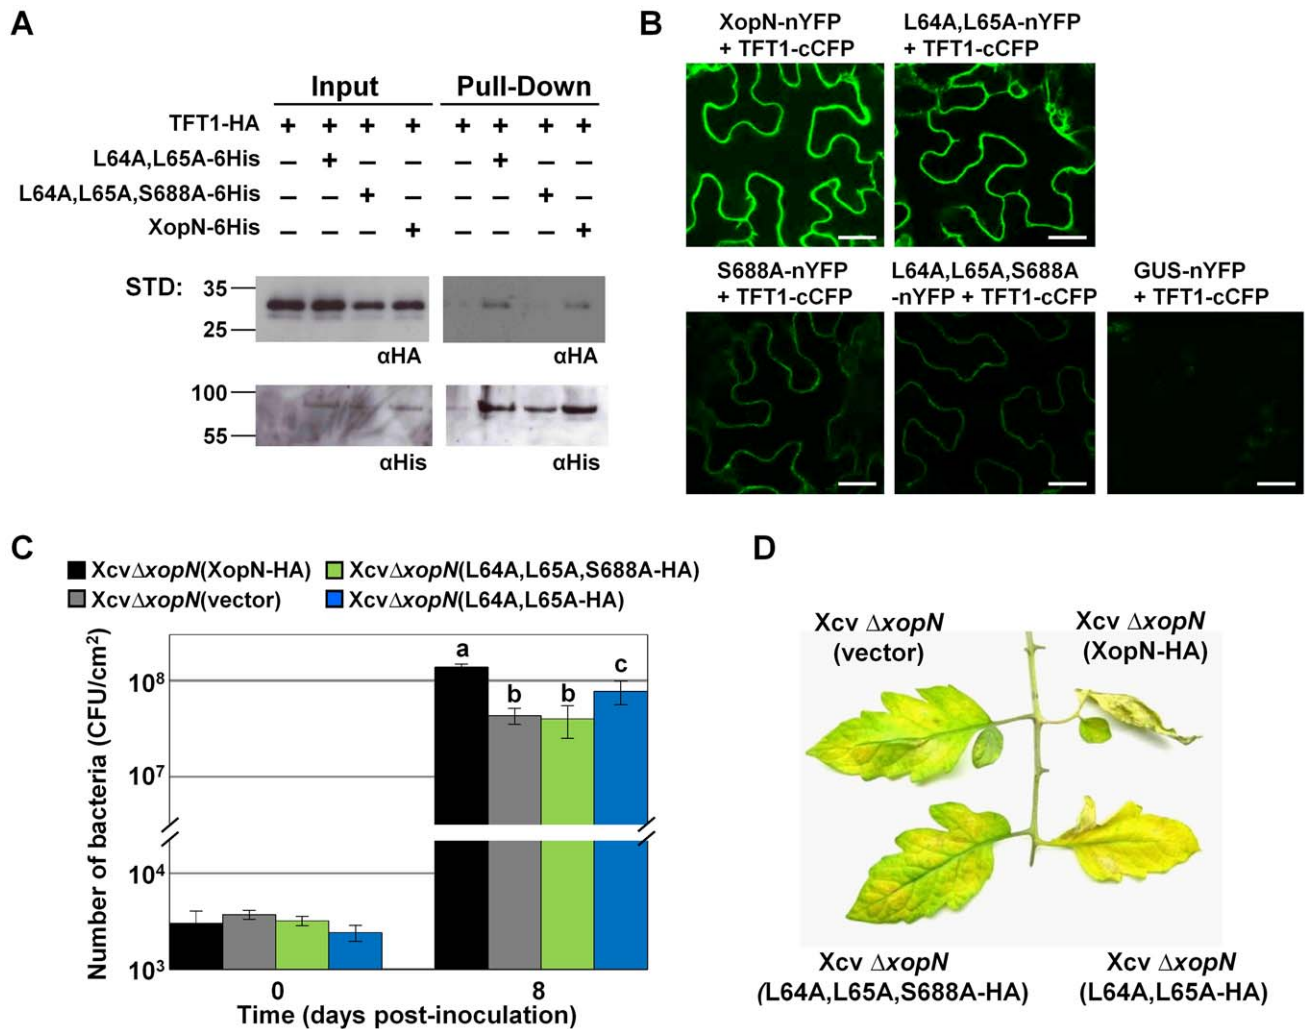 A
Input Pull-Down
TFT1-HA + + + + + + + +
L64A,L65A-6His – + – – – + – –
L64A,L65A,S688A-6His – – + – – – + –
XopN-6His – – – + – – – +
STD:
35
25
αHA αHA
100
55
αHis αHis
B
XopN-nYFP
+ TFT1-cCFP
L64A,L65A-nYFP
+ TFT1-cCFP
S688A-nYFP
+ TFT1-cCFP
L64A,L65A,S688A
-nYFP + TFT1-cCFP
GUS-nYFP
+ TFT1-cCFP
C
XcvΔxopN(XopN-HA) XcvΔxopN(L64A,L65A,S688A-HA)
XcvΔxopN(vector) XcvΔxopN(L64A,L65A-HA)
Number of bacteria (CFU/cm²)
10⁸
10⁷
10⁴
10³
a
b
b
c
0 8
Time (days post-inoculation)
D
Xcv ΔxopN
(vector)
Xcv ΔxopN
(XopN-HA)
Xcv ΔxopN
(L64A,L65A,S688A-HA)
Xcv ΔxopN
(L64A,L65A-HA)